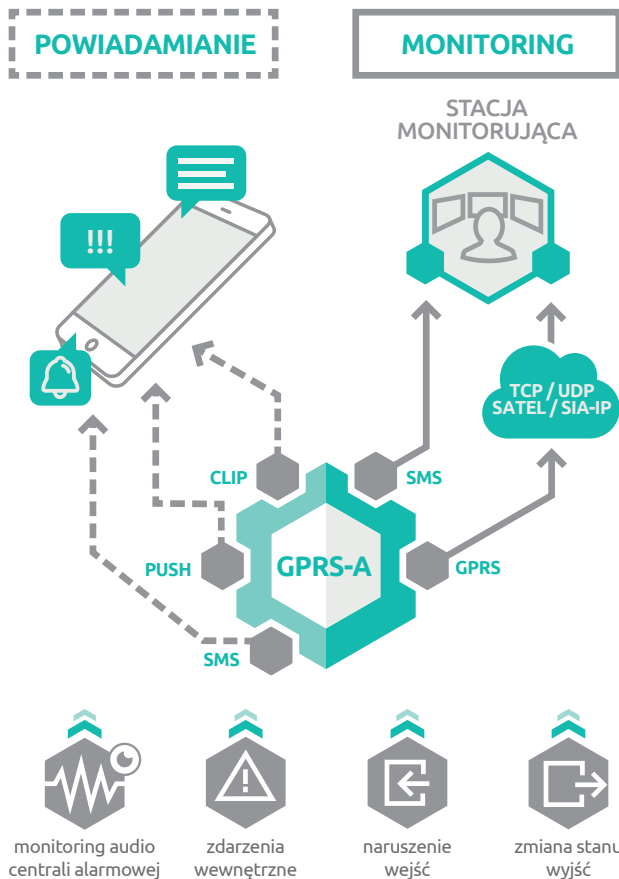 POWIADAMIANIE
MONITORING
STACJA
MONITORUJĄCA
!!!
TCP / UDP
SATEL / SIA-IP
CLIP
SMS
GPRS-A
PUSH
GPRS
SMS
monitoring audio
centrali alarmowej
zdarzenia
wewnętrzne
naruszenie
wejść
zmiana stanu
wyjść